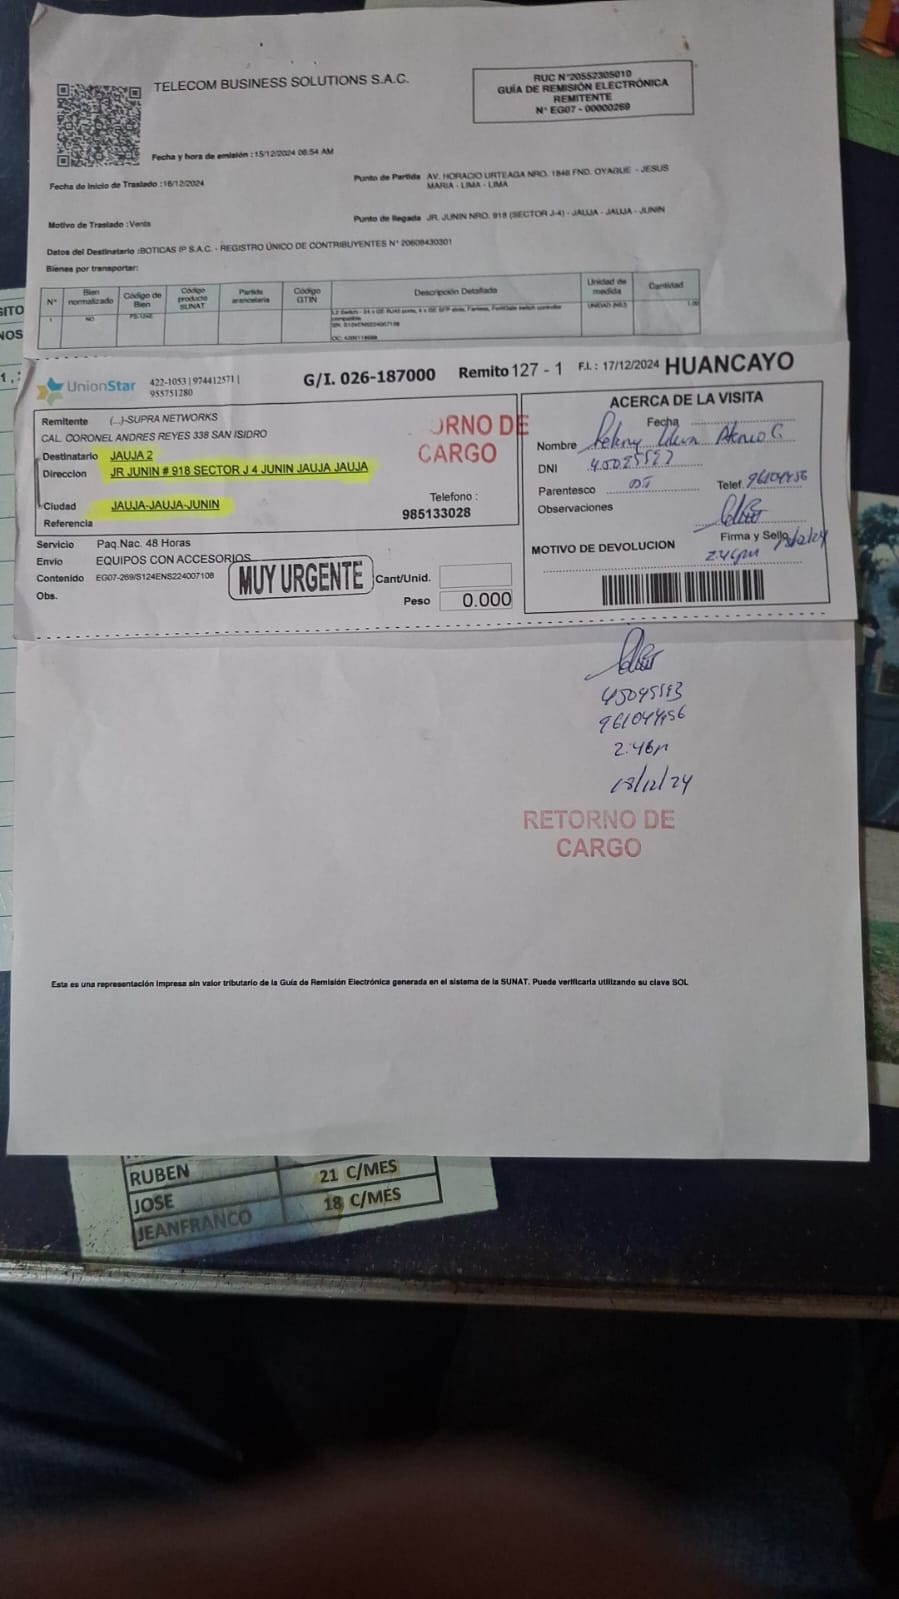 TELECOM BUSINESS SOLUTIONS S.A.C.
RUC N°20552305010
GUÍA DE REMISIÓN ELECTRÓNICA
REMITENTE
N° EG07 - 00000269
Fecha y hora de emisión : 15/12/2024 06:54 AM
Fecha de Inicio de Traslado : 16/12/2024
Punto de Partida AV. HORACIO URTEAGA NRO. 1848 FND. OYAGUE - JESUS
MARIA - LIMA - LIMA
Motivo de Traslado : Venta
Punto de llegada JR. JUNIN NRO. 918 (SECTOR J-4) - JAUJA - JAUJA - JUNIN
Datos del Destinatario : BOTICAS IP S.A.C. - REGISTRO ÚNICO DE CONTRIBUYENTES N° 20608430301
Bienes por transportar:
N° Bien normalizado Código de Bien Código producto SUNAT Partida arancelaria Código GTIN Descripción Detallada Unidad de medida Cantidad
1 NO
SN: S124ENS224007108
UnionStar
422-1053 | 974412571 |
955751280
G/I. 026-187000
Remito 127 - 1
F.I. : 17/12/2024 HUANCAYO
Remitente (...)-SUPRA NETWORKS
CAL. CORONEL ANDRES REYES 338 SAN ISIDRO
Destinatario JAUJA 2
Direccion JR JUNIN # 918 SECTOR J 4 JUNIN JAUJA JAUJA
Ciudad JAUJA-JAUJA-JUNIN
Referencia
ORNO DE
CARGO
Telefono :
985133028
Servicio Paq.Nac. 48 Horas
Envio EQUIPOS CON ACCESORIOS
Contenido EG07-269/S124ENS224007108
Obs.
MUY URGENTE
Cant/Unid.
Peso 0.000
ACERCA DE LA VISITA
Fecha
Nombre
DNI
Parentesco
Telef.
Observaciones
Firma y Sello
MOTIVO DE DEVOLUCION
2.46pm
2.46pm
18/12/24
RETORNO DE
CARGO
Esta es una representación impresa sin valor tributario de la Guía de Remisión Electrónica generada en el sistema de la SUNAT. Puede verificarla utilizando su clave SOL
RUBEN 21 C/MES
JOSE 18 C/MES
JEANFRANCO